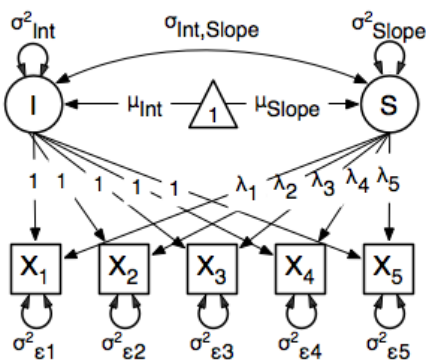 σ²Int σInt,Slope σ²Slope
I μInt 1 μSlope S
1 1 1 1 1 λ1 λ2 λ3 λ4 λ5
X1 X2 X3 X4 X5
σ²ε1 σ²ε2 σ²ε3 σ²ε4 σ²ε5